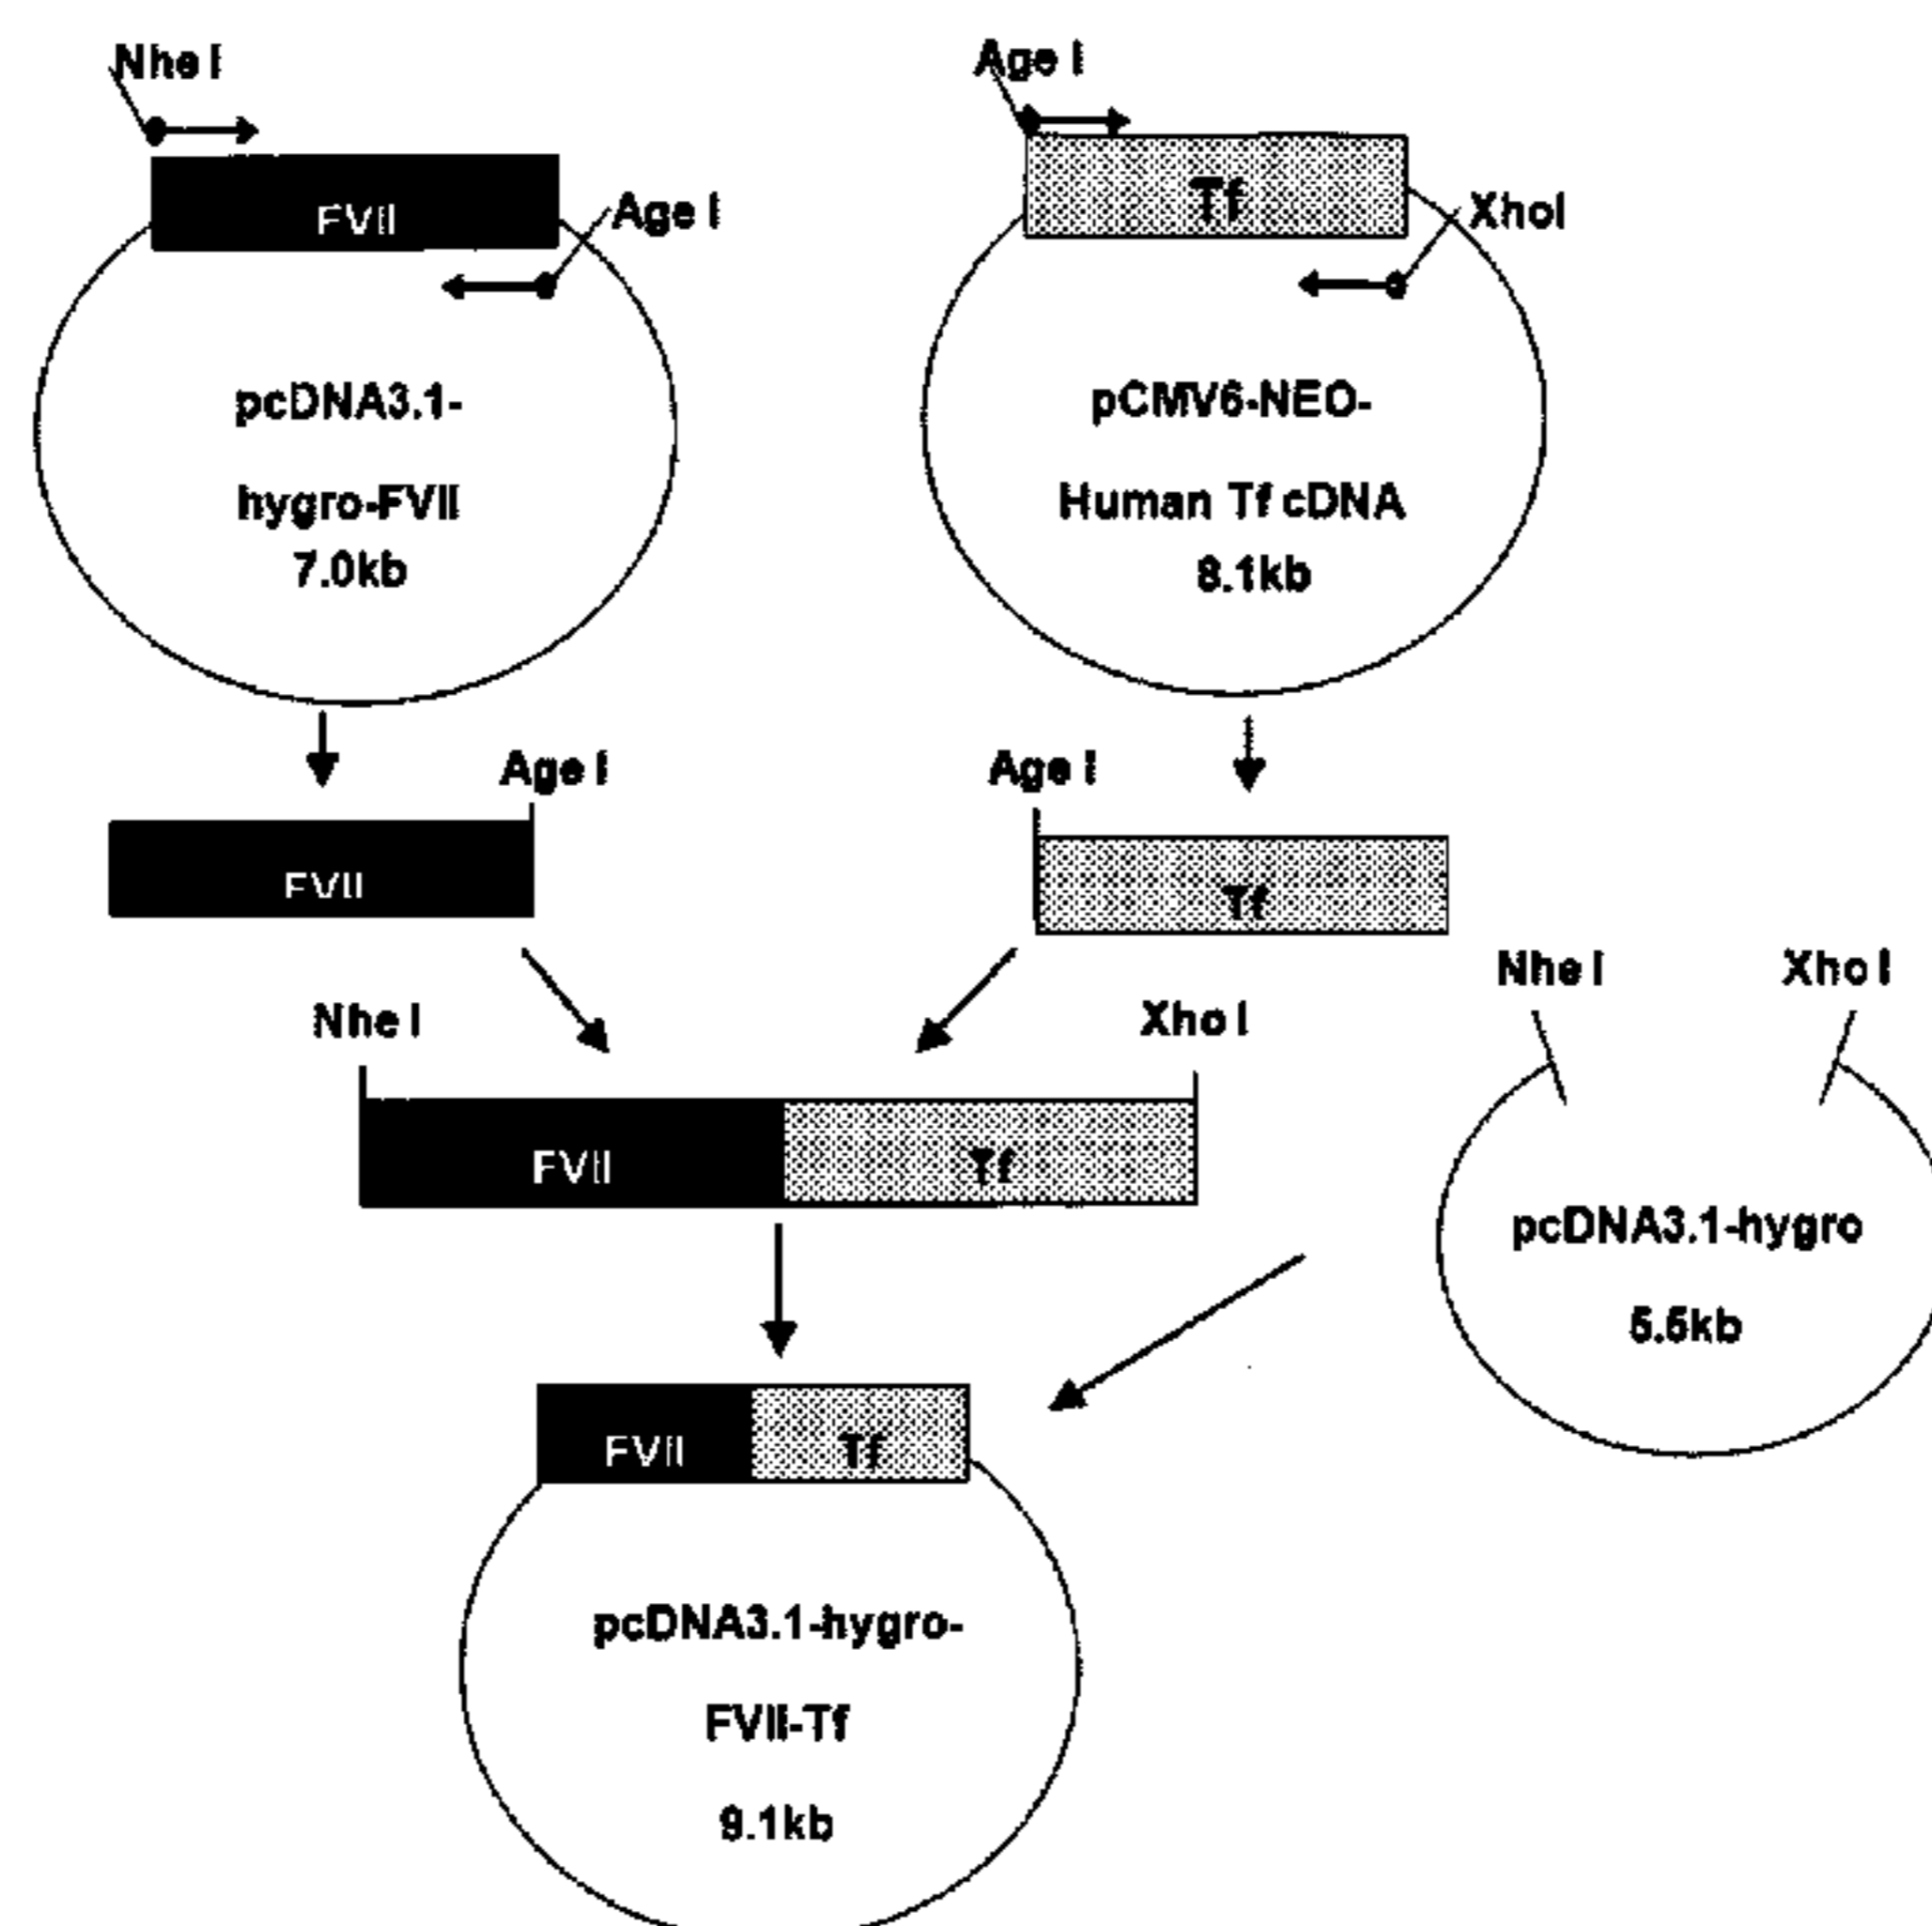 Nhe I
Age I
FVII
Age I
Tf
XhoI
pcDNA3.1-
hygro-FVII
7.0kb
pCMV6-NEO-
Human Tf cDNA
8.1kb
Age I
Age I
FVII
Tf
Nhe I
Xho I
Nhe I
Xho I
FVII
Tf
pcDNA3.1-hygro
5.5kb
FVII
Tf
pcDNA3.1-hygro-
FVII-Tf
9.1kb